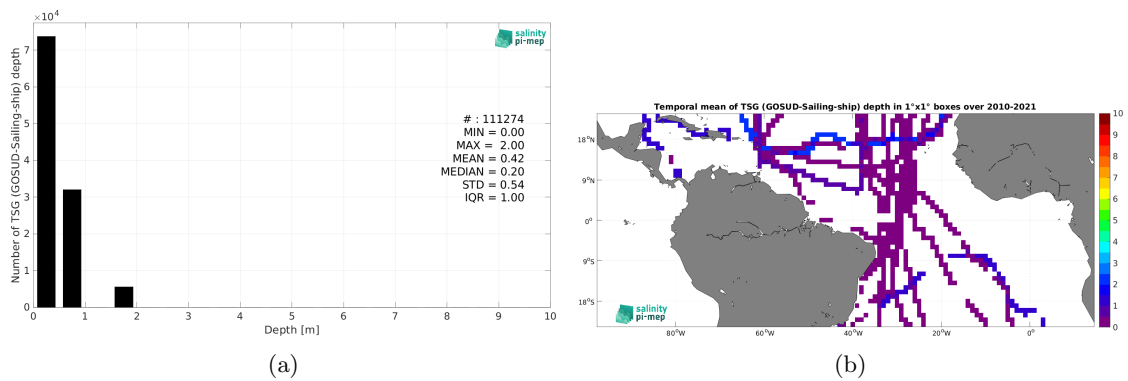 ×10⁴
7
6
5
4
3
2
1
0
Number of TSG (GOSUD-Sailing-ship) depth
salinity
pi-mep
# : 111274
MIN = 0.00
MAX = 2.00
MEAN = 0.42
MEDIAN = 0.20
STD = 0.54
IQR = 1.00
0 1 2 3 4 5 6 7 8 9 10
Depth [m]
(a)
Temporal mean of TSG (GOSUD-Sailing-ship) depth in 1°x1° boxes over 2010-2021
18°N
9°N
0°
9°S
18°S
80°W 60°W 40°W 20°W 0°
salinity
pi-mep
10
9
8
7
6
5
4
3
2
1
0
(b)